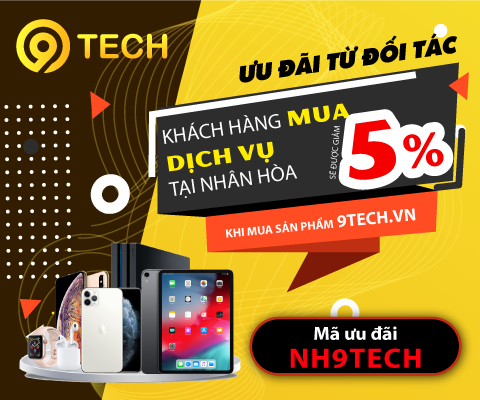 9 TECH
ƯU ĐÃI TỪ ĐỐI TÁC
KHÁCH HÀNG MUA
DỊCH VỤ
TẠI NHÂN HÒA
SẼ ĐƯỢC GIẢM
5%
KHI MUA SẢN PHẨM 9TECH.VN
Mã ưu đãi
NH9TECH